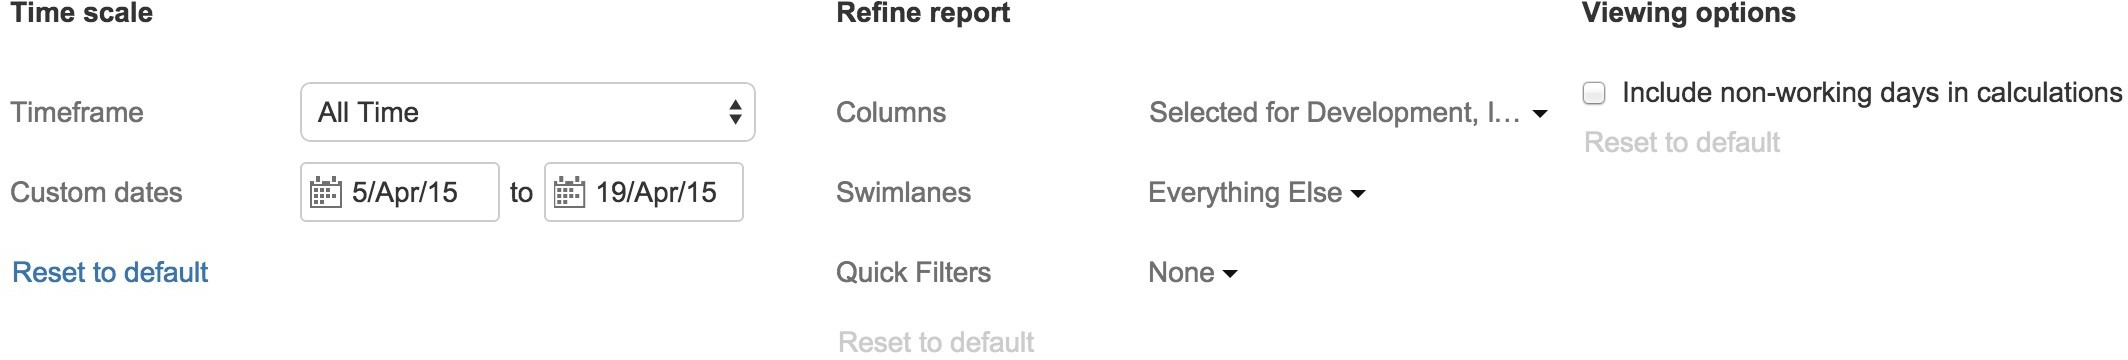 Time scale
Timeframe
All Time
Custom dates
5/Apr/15 to 19/Apr/15
Reset to default
Refine report
Columns
Selected for Development, I...
Swimlanes
Everything Else
Quick Filters
None
Reset to default
Viewing options
Include non-working days in calculations
Reset to default